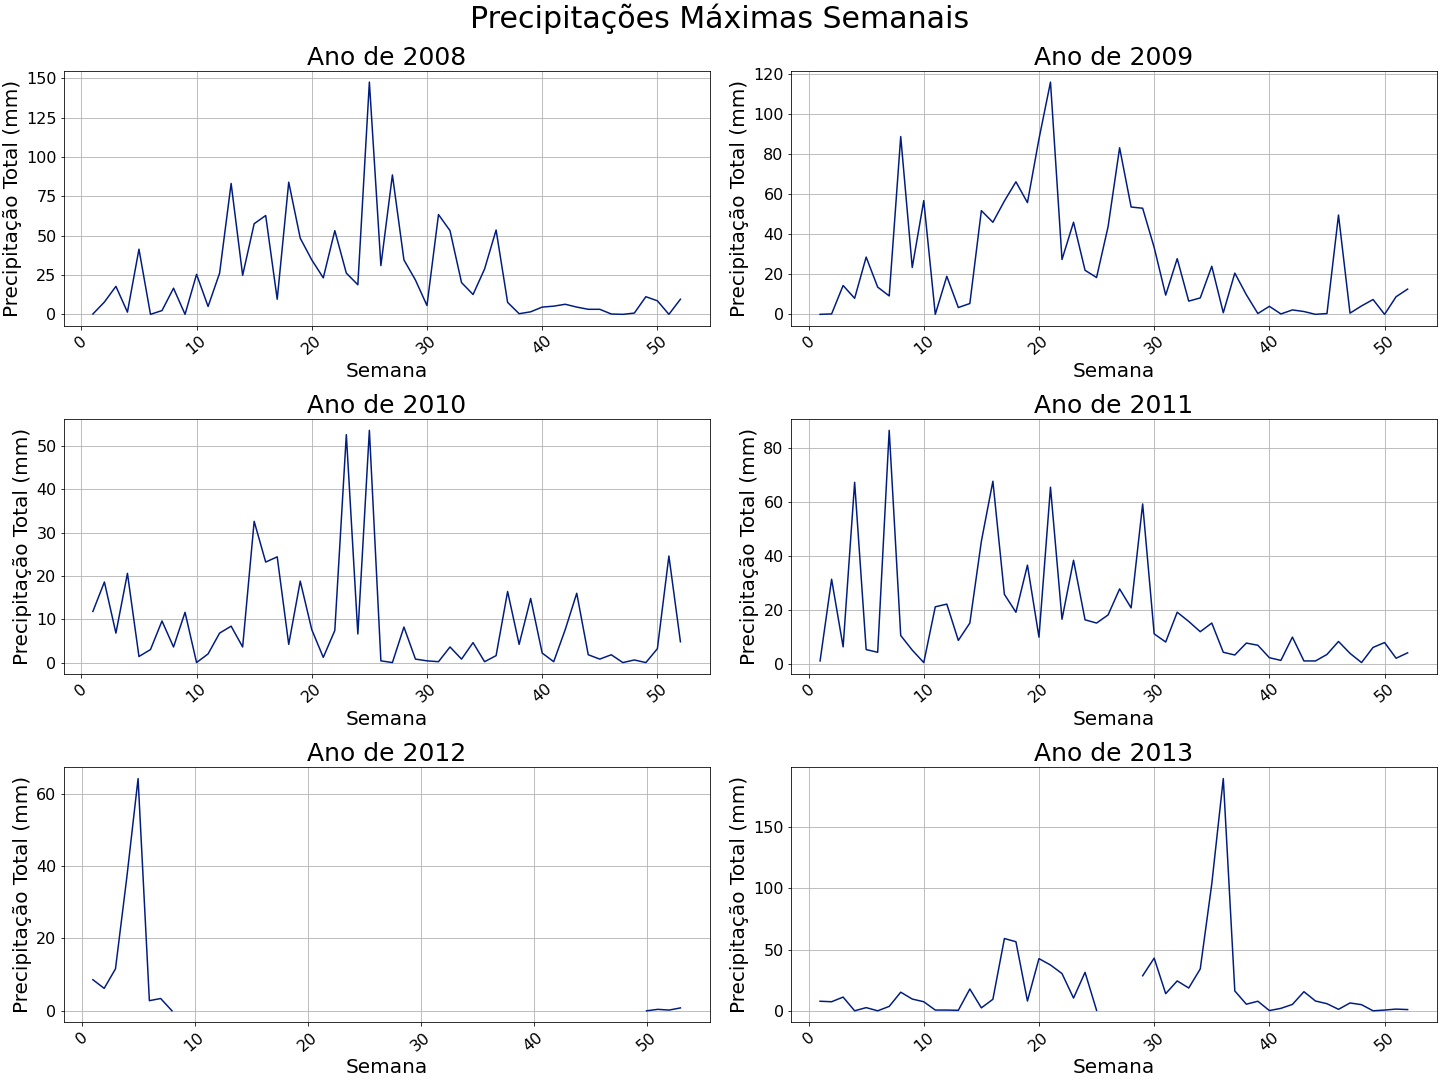 Precipitações Máximas Semanais
Ano de 2008
Precipitação Total (mm)
150
125
100
75
50
25
0
0 10 20 30 40 50
Semana
Ano de 2009
Precipitação Total (mm)
120
100
80
60
40
20
0
0 10 20 30 40 50
Semana
Ano de 2010
Precipitação Total (mm)
50
40
30
20
10
0
0 10 20 30 40 50
Semana
Ano de 2011
Precipitação Total (mm)
80
60
40
20
0
0 10 20 30 40 50
Semana
Ano de 2012
Precipitação Total (mm)
60
40
20
0
0 10 20 30 40 50
Semana
Ano de 2013
Precipitação Total (mm)
150
100
50
0
0 10 20 30 40 50
Semana